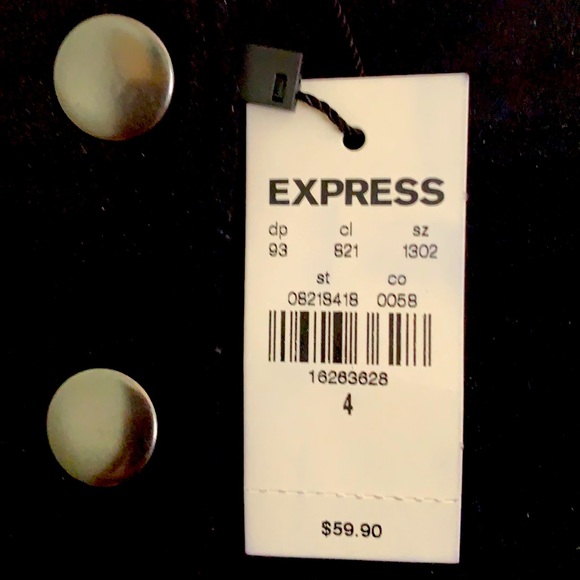 EXPRESS
dp cl sz
93 821 1302
st co
08218418 0058
16263628
4
$59.90